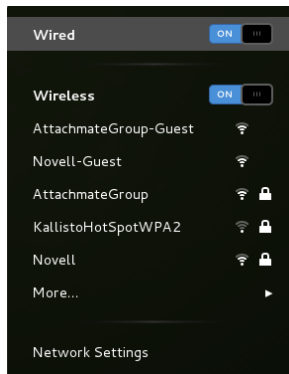 Wired ON
Wireless ON
AttachmateGroup-Guest
Novell-Guest
AttachmateGroup
KallistoHotSpotWPA2
Novell
More...
Network Settings